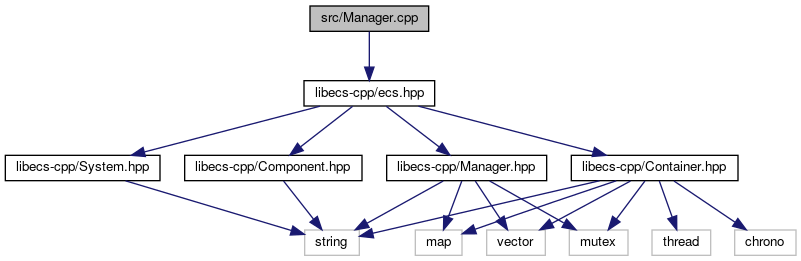 src/Manager.cpp
libecs-cpp/ecs.hpp
libecs-cpp/System.hpp
libecs-cpp/Component.hpp
libecs-cpp/Manager.hpp
libecs-cpp/Container.hpp
string
map
vector
mutex
thread
chrono